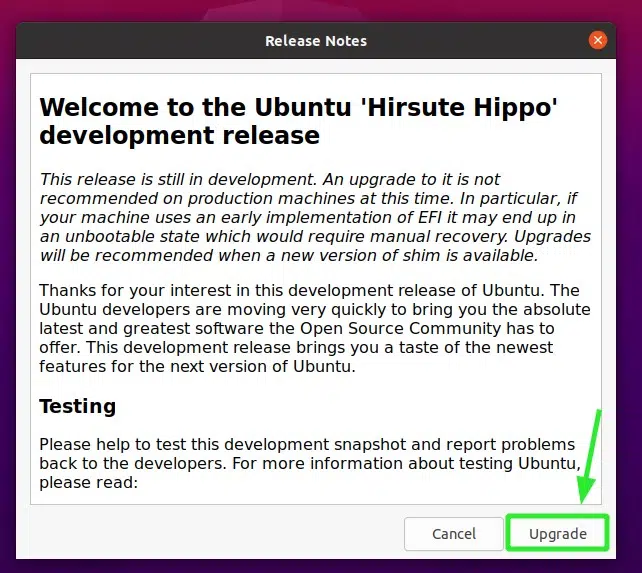 Release Notes
Welcome to the Ubuntu 'Hirsute Hippo'
development release
This release is still in development. An upgrade to it is not
recommended on production machines at this time. In particular, if
your machine uses an early implementation of EFI it may end up in
an unbootable state which would require manual recovery. Upgrades
will be recommended when a new version of shim is available.
Thanks for your interest in this development release of Ubuntu. The
Ubuntu developers are moving very quickly to bring you the absolute
latest and greatest software the Open Source Community has to
offer. This development release brings you a taste of the newest
features for the next version of Ubuntu.
Testing
Please help to test this development snapshot and report problems
back to the developers. For more information about testing Ubuntu,
please read:
Cancel
Upgrade